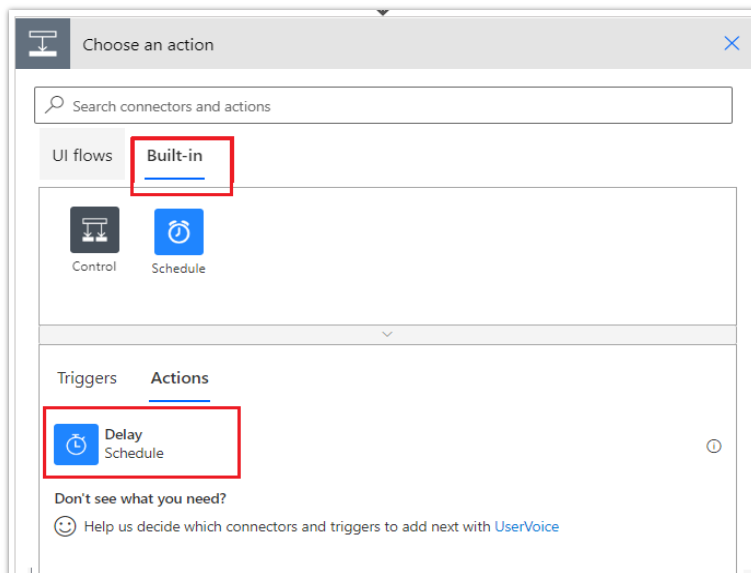 Choose an action
Search connectors and actions
UI flows Built-in
Control Schedule
Triggers Actions
Delay
Schedule
Don't see what you need?
Help us decide which connectors and triggers to add next with UserVoice